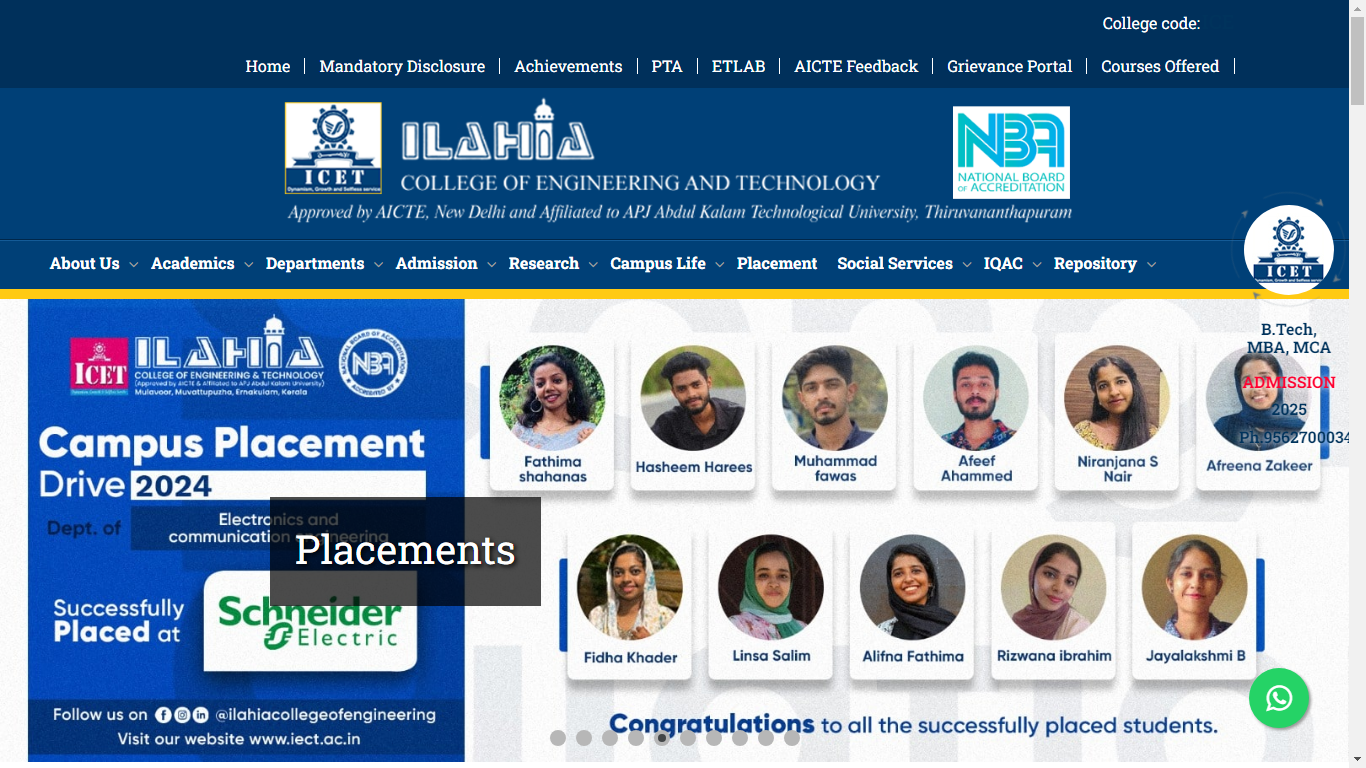 College code:
Home
Mandatory Disclosure
Achievements
PTA
ETLAB
AICTE Feedback
Grievance Portal
Courses Offered
ICET
Dynamism, Growth and Selfless service
ILAHIA
COLLEGE OF ENGINEERING AND TECHNOLOGY
Approved by AICTE, New Delhi and Affiliated to APJ Abdul Kalam Technological University, Thiruvananthapuram
NBA
NATIONAL BOARD
OF ACCREDITATION
About Us
Academics
Departments
Admission
Research
Campus Life
Placement
Social Services
IQAC
Repository
ICET
B.Tech,
MBA, MCA
ADMISSION
2025
Ph.9562700034
ICET
ILAHIA
COLLEGE OF ENGINEERING & TECHNOLOGY
(Approved by AICTE & Affiliated to APJ Abdul Kalam University)
Mulavoor, Muvattupuzha, Ernakulam, Kerala
NATIONAL BOARD OF ACCREDITATION
NBA
ACCREDITED BY
Campus Placement
Drive 2024
Dept. of
Electronics and
communication engineering
Placements
Successfully
Placed at
Schneider
Electric
Follow us on @ilahiacollegeofengineering
Visit our website www.iect.ac.in
Fathima
shahanas
Hasheem Harees
Muhammad
fawas
Afeef
Ahammed
Niranjana S
Nair
Afreena Zakeer
Fidha Khader
Linsa Salim
Alifna Fathima
Rizwana ibrahim
Jayalakshmi B
Congratulations to all the successfully placed students.